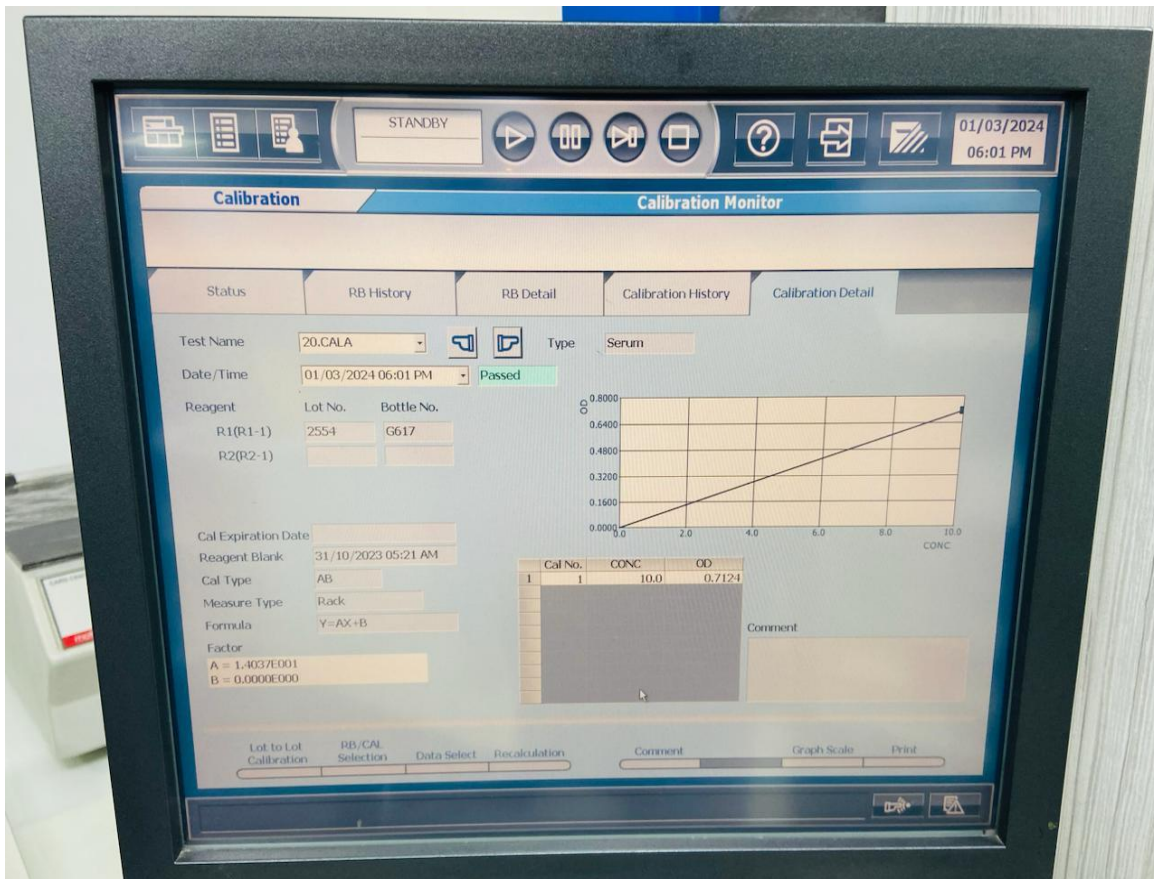 STANDBY
01/03/2024
06:01 PM
Calibration
Calibration Monitor
Status
RB History
RB Detail
Calibration History
Calibration Detail
Test Name
20.CALA
Type
Serum
Date/Time
01/03/2024 06:01 PM
Passed
Reagent
Lot No.
Bottle No.
R1(R1-1)
2554
G617
R2(R2-1)
OD
0.8000
0.6400
0.4800
0.3200
0.1600
0.0000
0.0
2.0
4.0
6.0
8.0
10.0
CONC
Cal Expiration Date
Reagent Blank
31/10/2023 05:21 AM
Cal Type
AB
Measure Type
Rack
Formula
Y=AX+B
Factor
A = 1.4037E001
B = 0.0000E000
Cal No.
CONC
OD
1
1
10.0
0.7124
Comment
Lot to Lot
Calibration
RB/CAL
Selection
Data Select
Recalculation
Comment
Graph Scale
Print